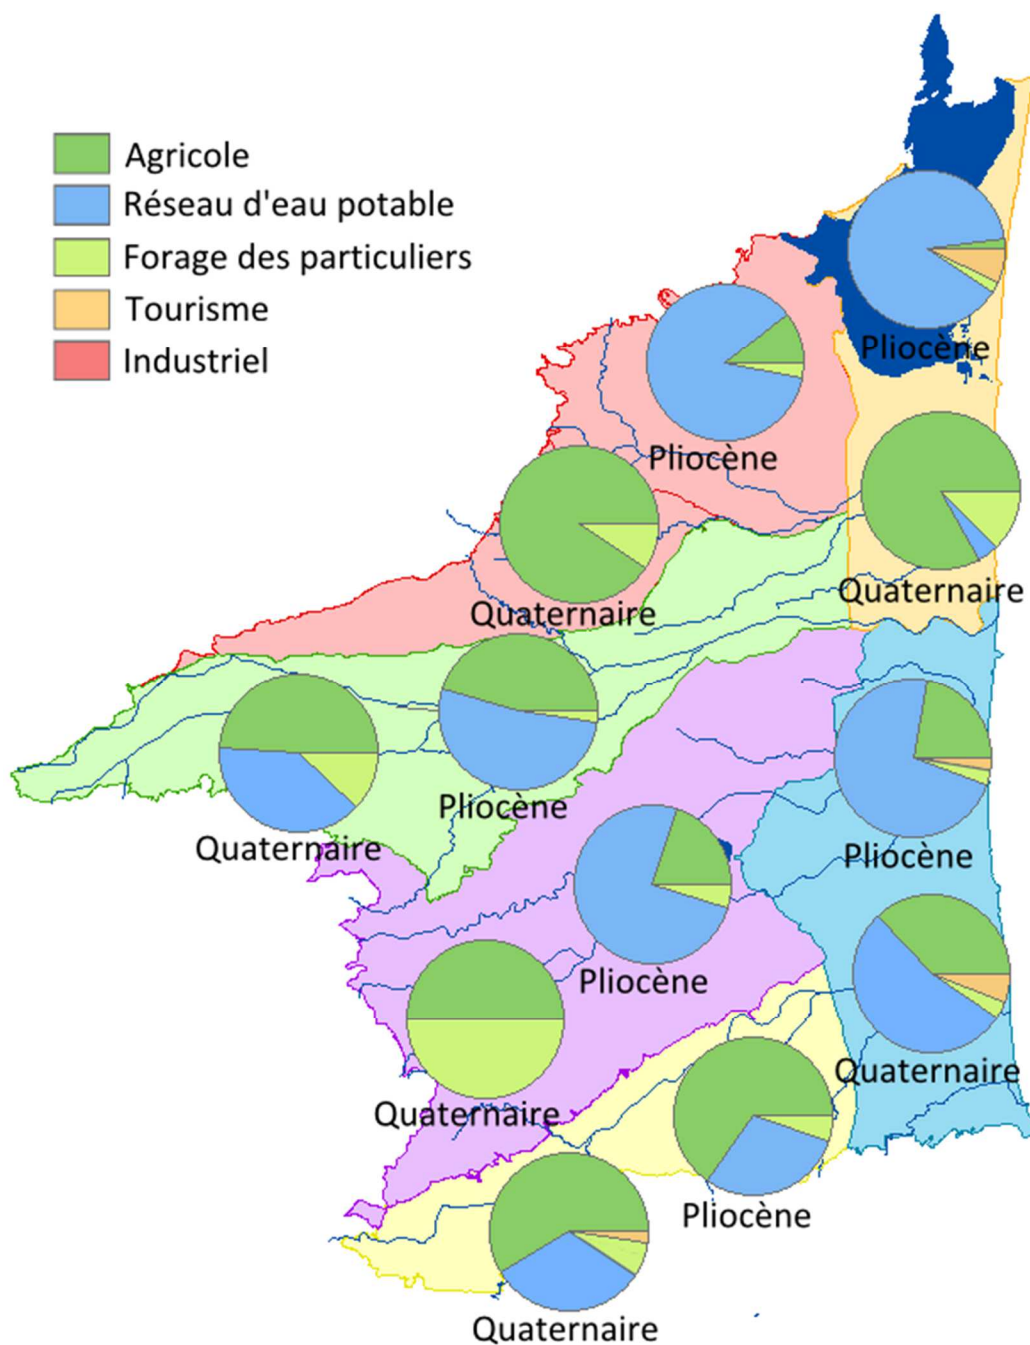 Agricole
Réseau d'eau potable
Forage des particuliers
Tourisme
Industriel
Pliocène
Pliocène
Quaternaire
Quaternaire
Pliocène
Quaternaire
Pliocène
Pliocène
Quaternaire
Quaternaire
Pliocène
Quaternaire